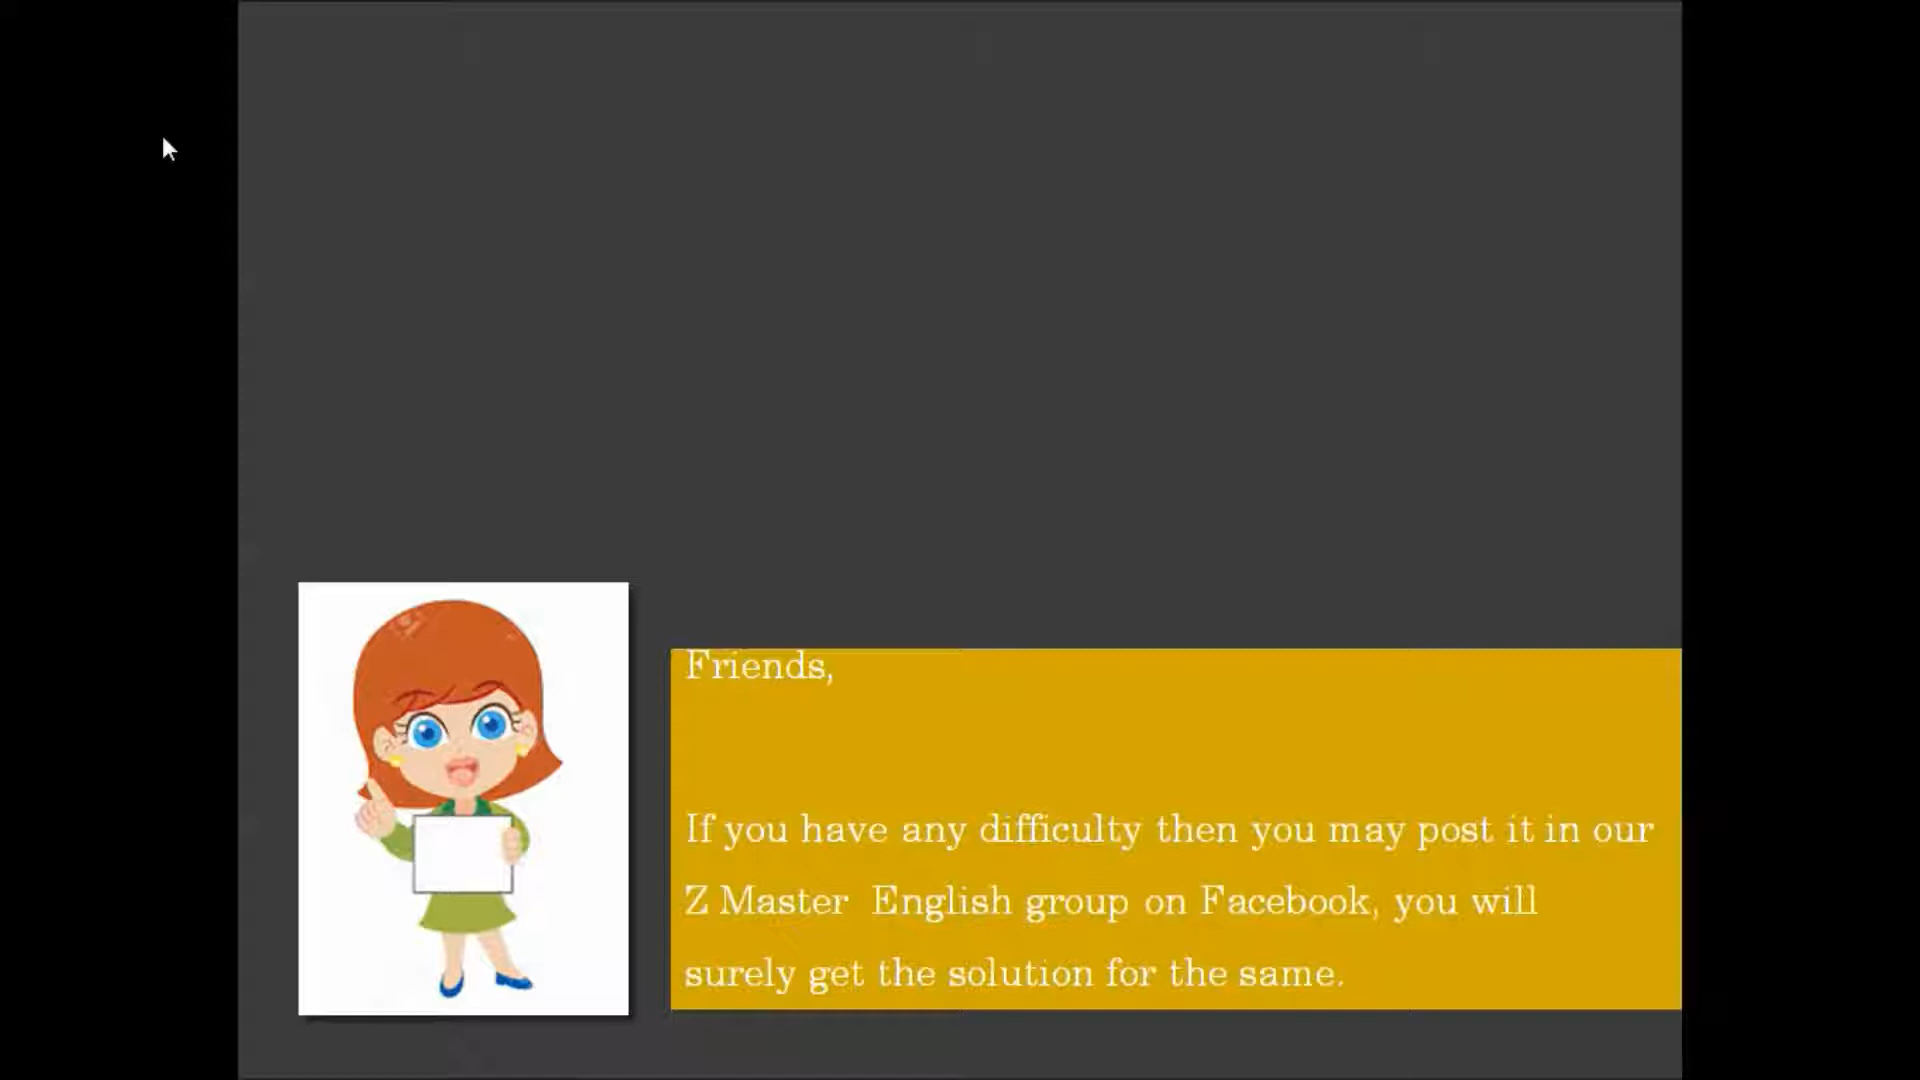 Friends,
If you have any difficulty then you may post it in our
Z Master English group on Facebook, you will
surely get the solution for the same.